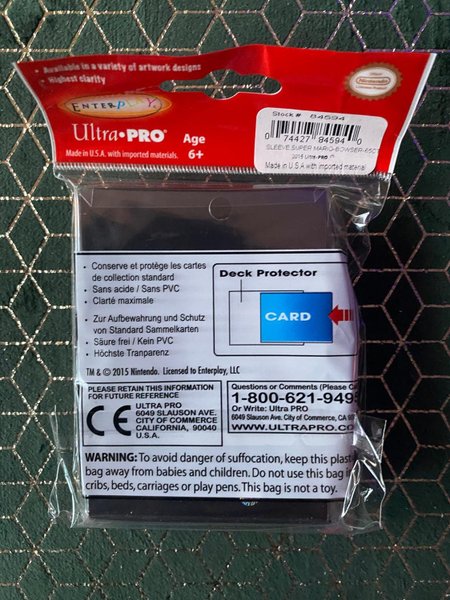 • Available in a variety of artwork designs
• Highest clarity
ENTERPLAY
Ultra•PRO®
Made in U.S.A. with imported materials.
Age
6+
Nintendo
Stock # 84594
0 74427 84594 0
SLEEVE,SUPER MARIO-BOWSER-65CT
2015 Ultra-PRO
Made in U.S.A with imported material
• Conserve et protège les cartes
de collection standard
• Sans acide / Sans PVC
• Clarté maximale
• Zur Aufbewahrung und Schutz
von Standard Sammelkarten
• Säure frei / Kein PVC
• Höchste Tranparenz
Deck Protector
CARD
TM & © 2015 Nintendo. Licensed to Enterplay, LLC
PLEASE RETAIN THIS INFORMATION
FOR FUTURE REFERENCE
CE
ULTRA PRO
6049 SLAUSON AVE.
CITY OF COMMERCE
CALIFORNIA, 90040
U.S.A.
Questions or Comments (Please
1-800-621-949
Or Write: Ultra PRO
6049 Slauson Ave. City of Commerce, CA
WWW.ULTRAPRO.CO
WARNING: To avoid danger of suffocation, keep this plast
bag away from babies and children. Do not use this bag i
cribs, beds, carriages or play pens. This bag is not a toy.